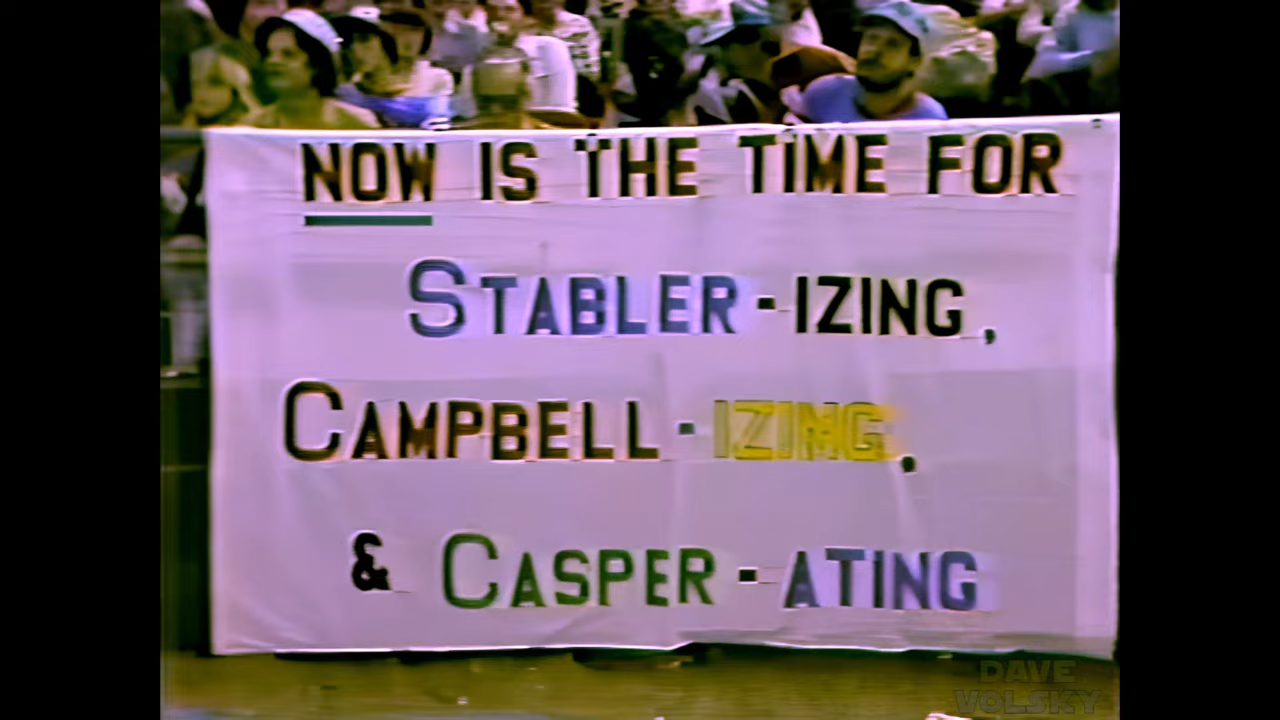 NOW IS THE TIME FOR
STABLER-IZING,
CAMPBELL-IZING,
& CASPER-ATING
DAVE
VOLSKY